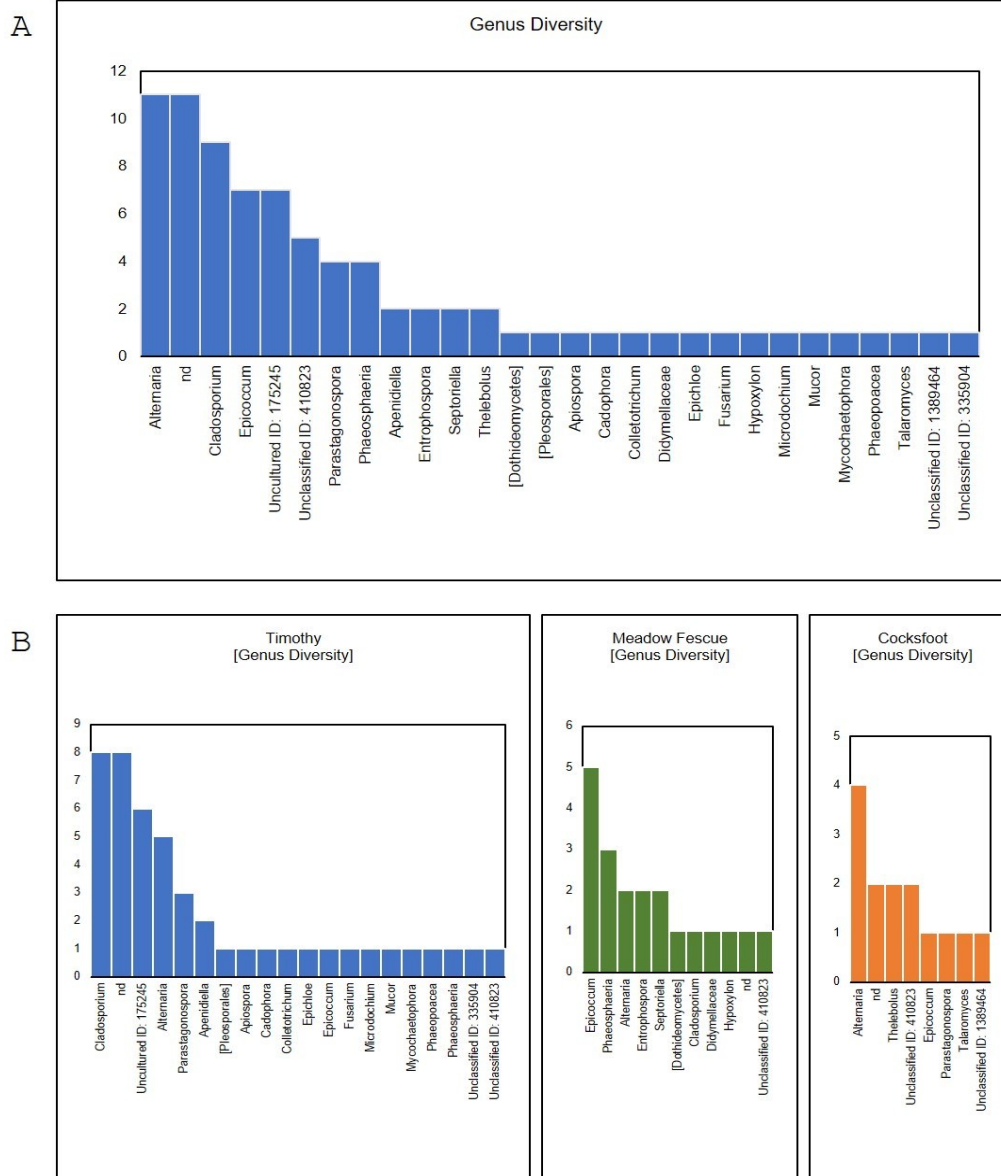 A
Genus Diversity
12
10
8
6
4
2
0
Alternaria
nd
Cladosporium
Epicoccum
Uncultured ID: 175245
Unclassified ID: 410823
Parastagonospora
Phaeosphaeria
Apenidiella
Entrophospora
Septoriella
Thelebolus
[Dothideomycetes]
[Pleosporales]
Apiospora
Cadophora
Colletotrichum
Didymellaceae
Epichloe
Fusarium
Hypoxylon
Microdochium
Mucor
Mycochaetophora
Phaeopoacea
Talaromyces
Unclassified ID: 1389464
Unclassified ID: 335904
B
Timothy
[Genus Diversity]
9
8
7
6
5
4
3
2
1
0
Cladosporium
nd
Uncultured ID: 175245
Alternaria
Parastagonospora
Apenidiella
[Pleosporales]
Apiospora
Cadophora
Colletotrichum
Epichloe
Epicoccum
Fusarium
Microdochium
Mucor
Mycochaetophora
Phaeopoacea
Phaeosphaeria
Unclassified ID: 335904
Unclassified ID: 410823
Meadow Fescue
[Genus Diversity]
6
5
4
3
2
1
0
Epicoccum
Phaeosphaeria
Alternaria
Entrophospora
Septoriella
[Dothideomycetes]
Cladosporium
Didymellaceae
Hypoxylon
nd
Unclassified ID: 410823
Cocksfoot
[Genus Diversity]
5
4
3
2
1
0
Alternaria
nd
Thelebolus
Unclassified ID: 410823
Epicoccum
Parastagonospora
Talaromyces
Unclassified ID: 1389464